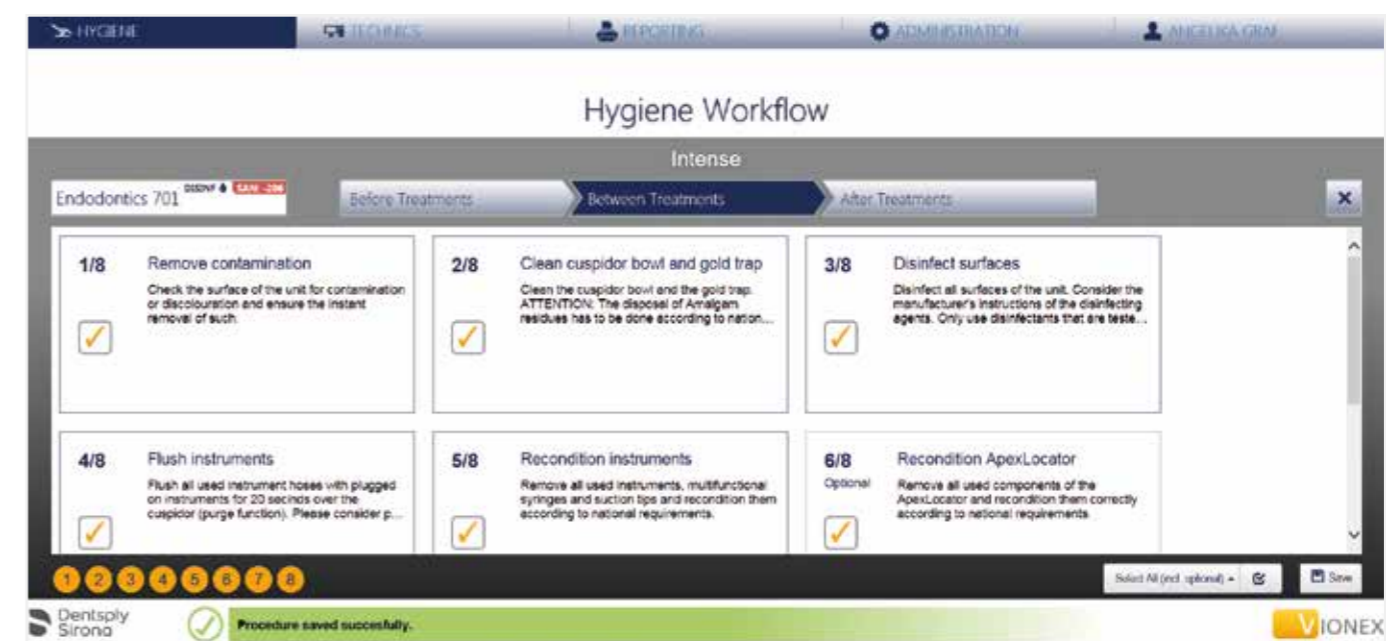 HYGIENE TECHNICS REPORTING ADMINISTRATION ANGELIKA GRAF
Hygiene Workflow
Intense
Endodontics 701 DISINF SANI -206
Before Treatments Between Treatments After Treatments
1/8 Remove contamination
Check the surface of the unit for contamination
or discolouration and ensure the instant
removal of such.
2/8 Clean cuspidor bowl and gold trap
Clean the cuspidor bowl and the gold trap.
ATTENTION: The disposal of Amalgam
residues has to be done according to nation...
3/8 Disinfect surfaces
Disinfect all surfaces of the unit. Consider the
manufacturer's instructions of the disinfecting
agents. Only use disinfectants that are teste...
4/8 Flush instruments
Flush all used instrument hoses with plugged
on instruments for 20 secinds over the
cuspidor (purge function). Please consider p...
5/8 Recondition instruments
Remove all used instruments, multifunctional
syringes and suction tips and recondition them
according to national requirements.
6/8 Recondition ApexLocator
Optional
Remove all used components of the
ApexLocator and recondition them correctly
according to national requirements.
1 2 3 4 5 6 7 8
Select All (incl. optional) Save
Dentsply
Sirona
Procedure saved succesfully.
VIONEX